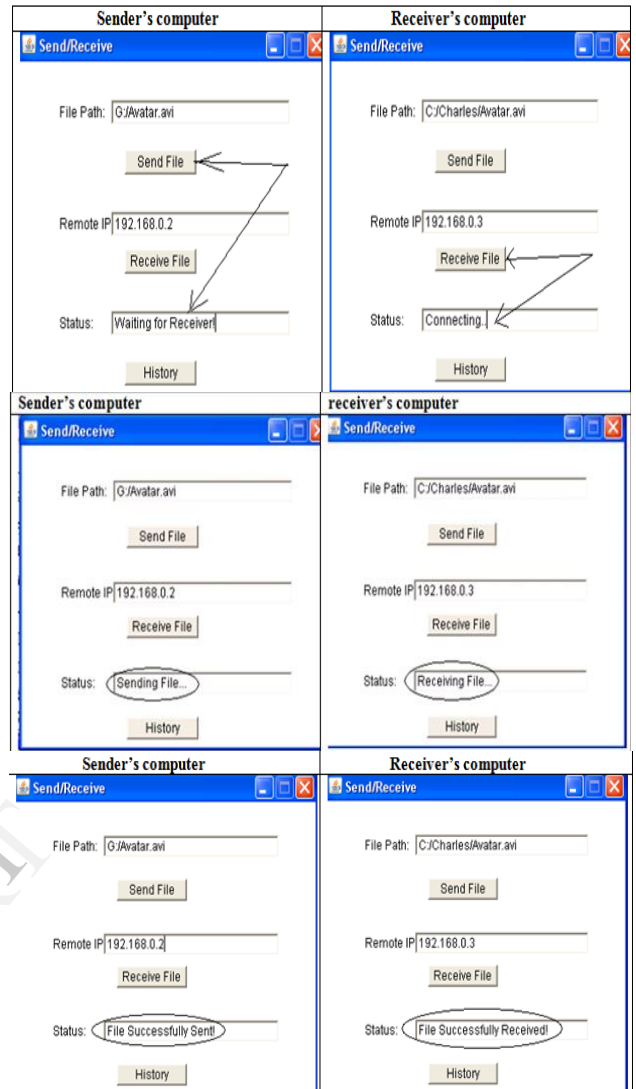 Sender's computer
Receiver's computer
Send/Receive
File Path: G:/Avatar.avi
Send File
Remote IP 192.168.0.2
Receive File
Status: Waiting for Receiver!
History
Send/Receive
File Path: C:/Charles/Avatar.avi
Send File
Remote IP 192.168.0.3
Receive File
Status: Connecting..
History
Sender's computer
receiver's computer
Send/Receive
File Path: G:/Avatar.avi
Send File
Remote IP 192.168.0.2
Receive File
Status: Sending File...
History
Send/Receive
File Path: C:/Charles/Avatar.avi
Send File
Remote IP 192.168.0.3
Receive File
Status: Receiving File...
History
Sender's computer
Receiver's computer
Send/Receive
File Path: G:/Avatar.avi
Send File
Remote IP 192.168.0.2
Receive File
Status: File Successfully Sent!
History
Send/Receive
File Path: C:/Charles/Avatar.avi
Send File
Remote IP 192.168.0.3
Receive File
Status: File Successfully Received!
History